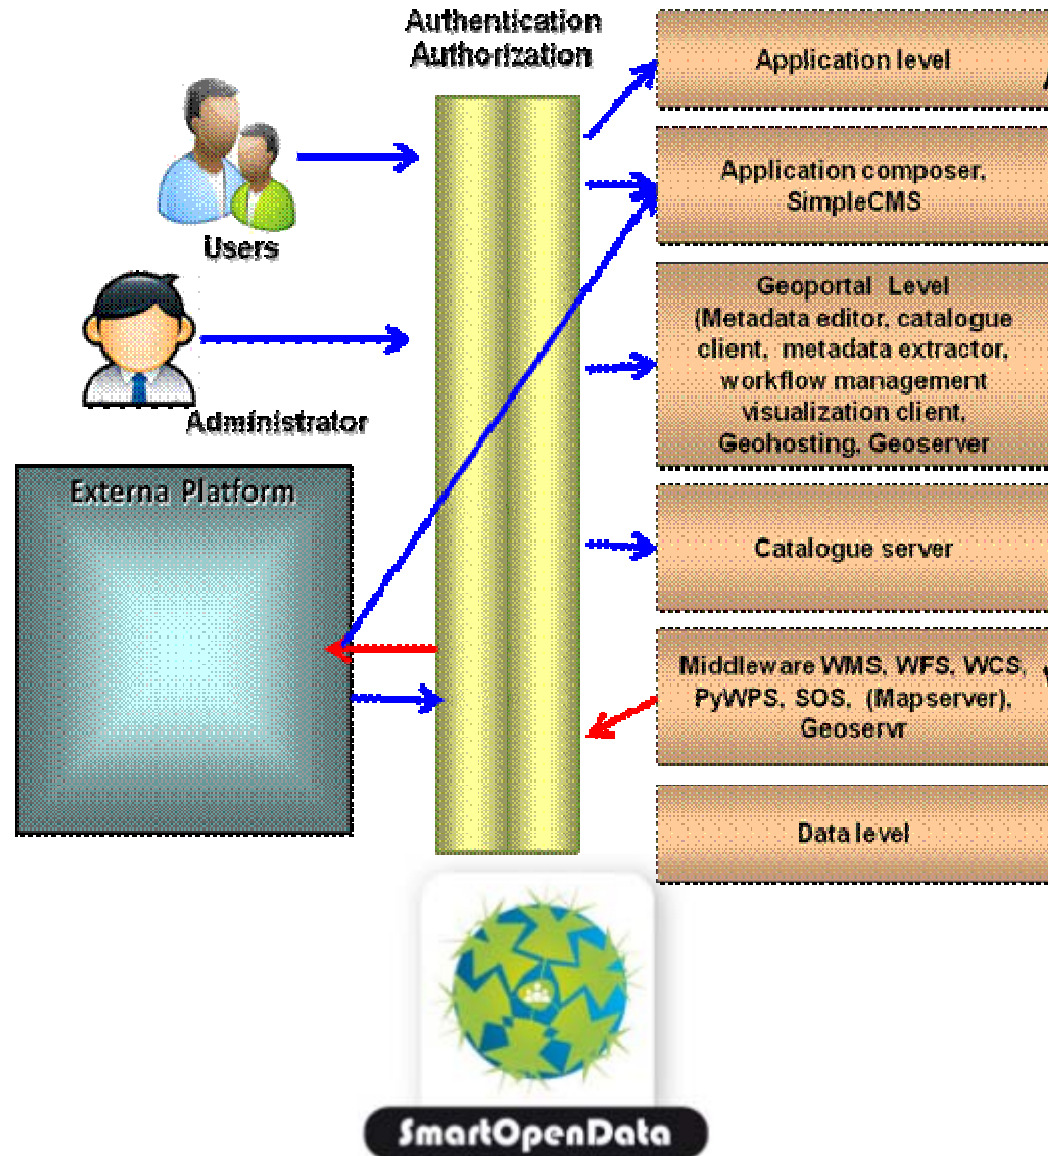 Authentication
Authorization
Users
Administrator
Externa Platform
Application level
Application composer,
SimpleCMS
Geoportal Level
(Metadada editor, catalogue
client, metadata extractor,
workflow management
visualization client,
Geohosting, Geoserver
Catalogue server
Middleware WMS, WFS, WCS,
PyWPS, SOS, (Mapserver),
Geoservr
Data level
SmartOpenData